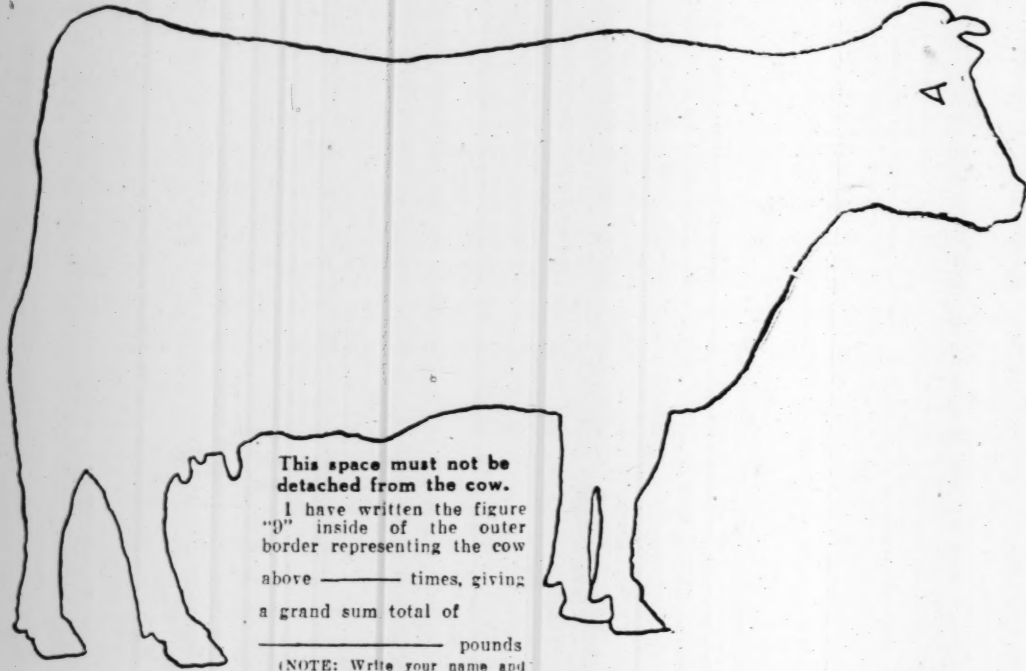 This space must not be
detached from the cow.
I have written the figure
"9" inside of the outer
border representing the cow
above ——— times, giving
a grand sum total of
——————— pounds
(NOTE: Write your name and